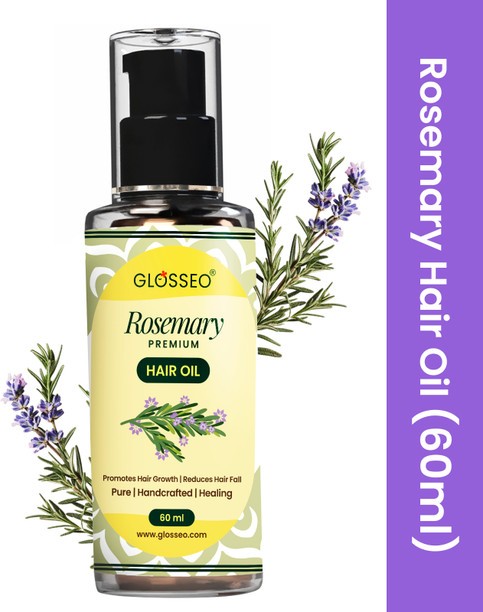 GLOSSEO®
Rosemary
PREMIUM
HAIR OIL
Promotes Hair Growth | Reduces Hair Fall
Pure | Handcrafted | Healing
60 ml
www.glosseo.com
Rosemary Hair Oil (60ml)